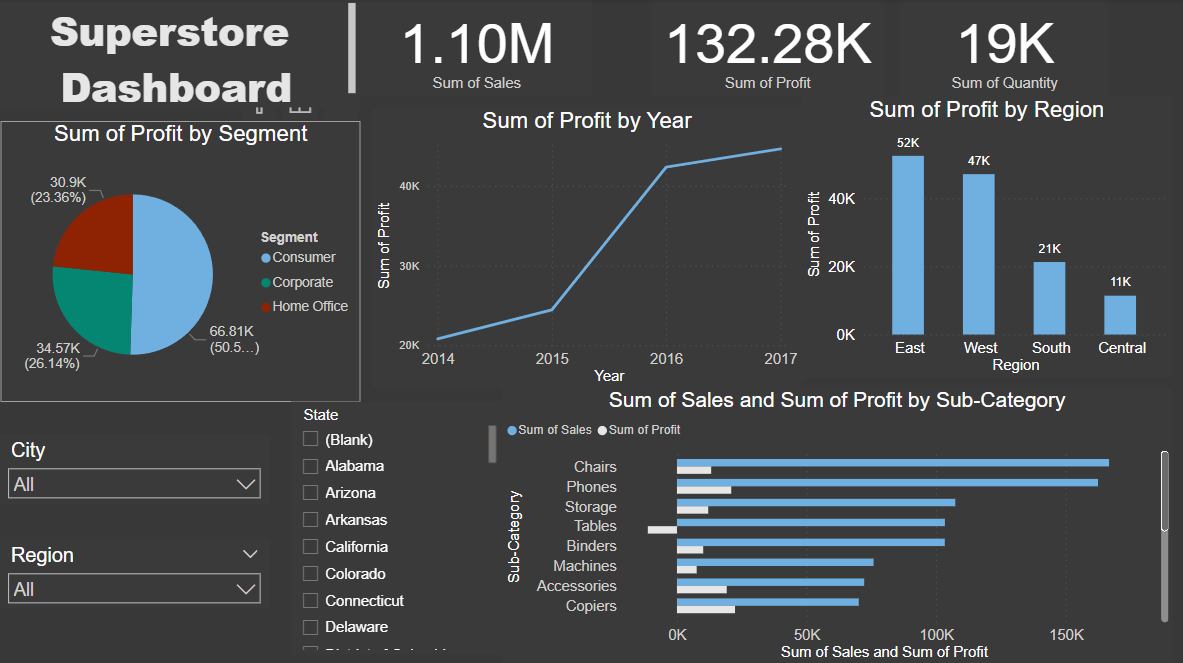 Superstore
Dashboard
1.10M
Sum of Sales
132.28K
Sum of Profit
19K
Sum of Quantity
Sum of Profit by Segment
30.9K
(23.36%)
34.57K
(26.14%)
66.81K
(50.5...)
Segment
Consumer
Corporate
Home Office
Sum of Profit by Year
Sum of Profit
40K
30K
20K
2014 2015 2016 2017
Year
Sum of Profit by Region
Sum of Profit
40K
20K
0K
52K
47K
21K
11K
East West South Central
Region
City
All
Region
All
State
(Blank)
Alabama
Arizona
Arkansas
California
Colorado
Connecticut
Delaware
Sum of Sales and Sum of Profit by Sub-Category
Sum of Sales Sum of Profit
Sub-Category
Chairs
Phones
Storage
Tables
Binders
Machines
Accessories
Copiers
0K 50K 100K 150K
Sum of Sales and Sum of Profit